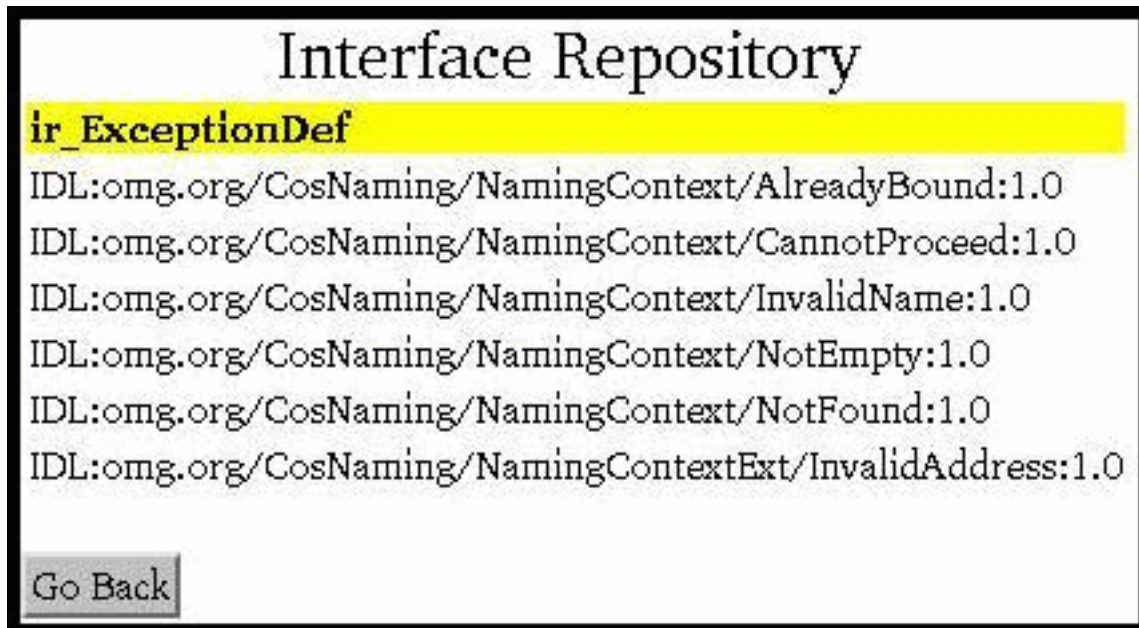 Interface Repository
ir_ExceptionDef
IDL:omg.org/CosNaming/NamingContext/AlreadyBound:1.0
IDL:omg.org/CosNaming/NamingContext/CannotProceed:1.0
IDL:omg.org/CosNaming/NamingContext/InvalidName:1.0
IDL:omg.org/CosNaming/NamingContext/NotEmpty:1.0
IDL:omg.org/CosNaming/NamingContext/NotFound:1.0
IDL:omg.org/CosNaming/NamingContextExt/InvalidAddress:1.0
Go Back